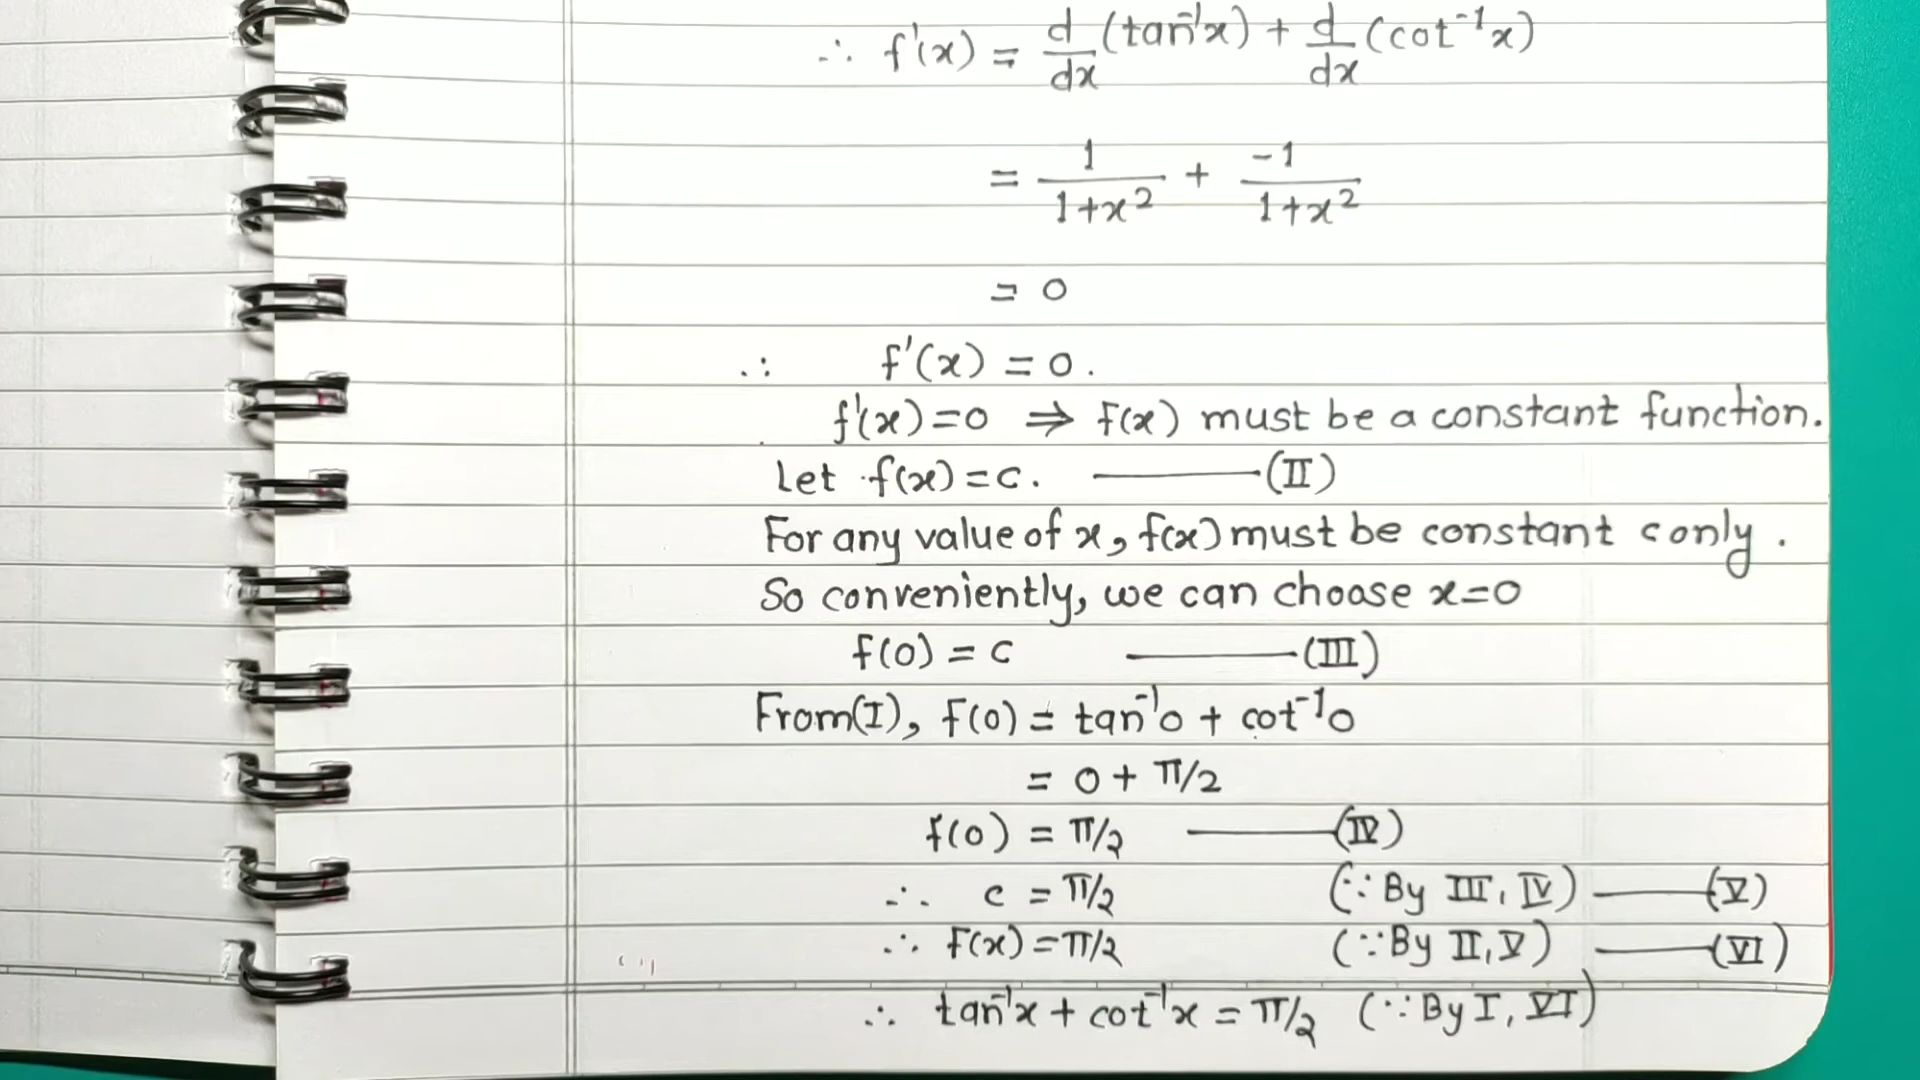 ∴ f'(x) = d/dx (tan⁻¹x) + d/dx (cot⁻¹x)
= 1/(1+x²) + -1/(1+x²)
= 0
∴ f'(x) = 0.
f'(x)=0 ⇒ f(x) must be a constant function.
Let f(x)=c. ——— (II)
For any value of x, f(x) must be constant c only.
So conveniently, we can choose x=0
f(0) = c ——— (III)
From(I), f(0) = tan⁻¹0 + cot⁻¹0
= 0 + π/2
f(0) = π/2 ——— (IV)
∴ c = π/2 (∵ By III, IV) ——— (V)
∴ f(x) = π/2 (∵ By II, V) ——— (VI)
∴ tan⁻¹x + cot⁻¹x = π/2 (∵ By I, VI)